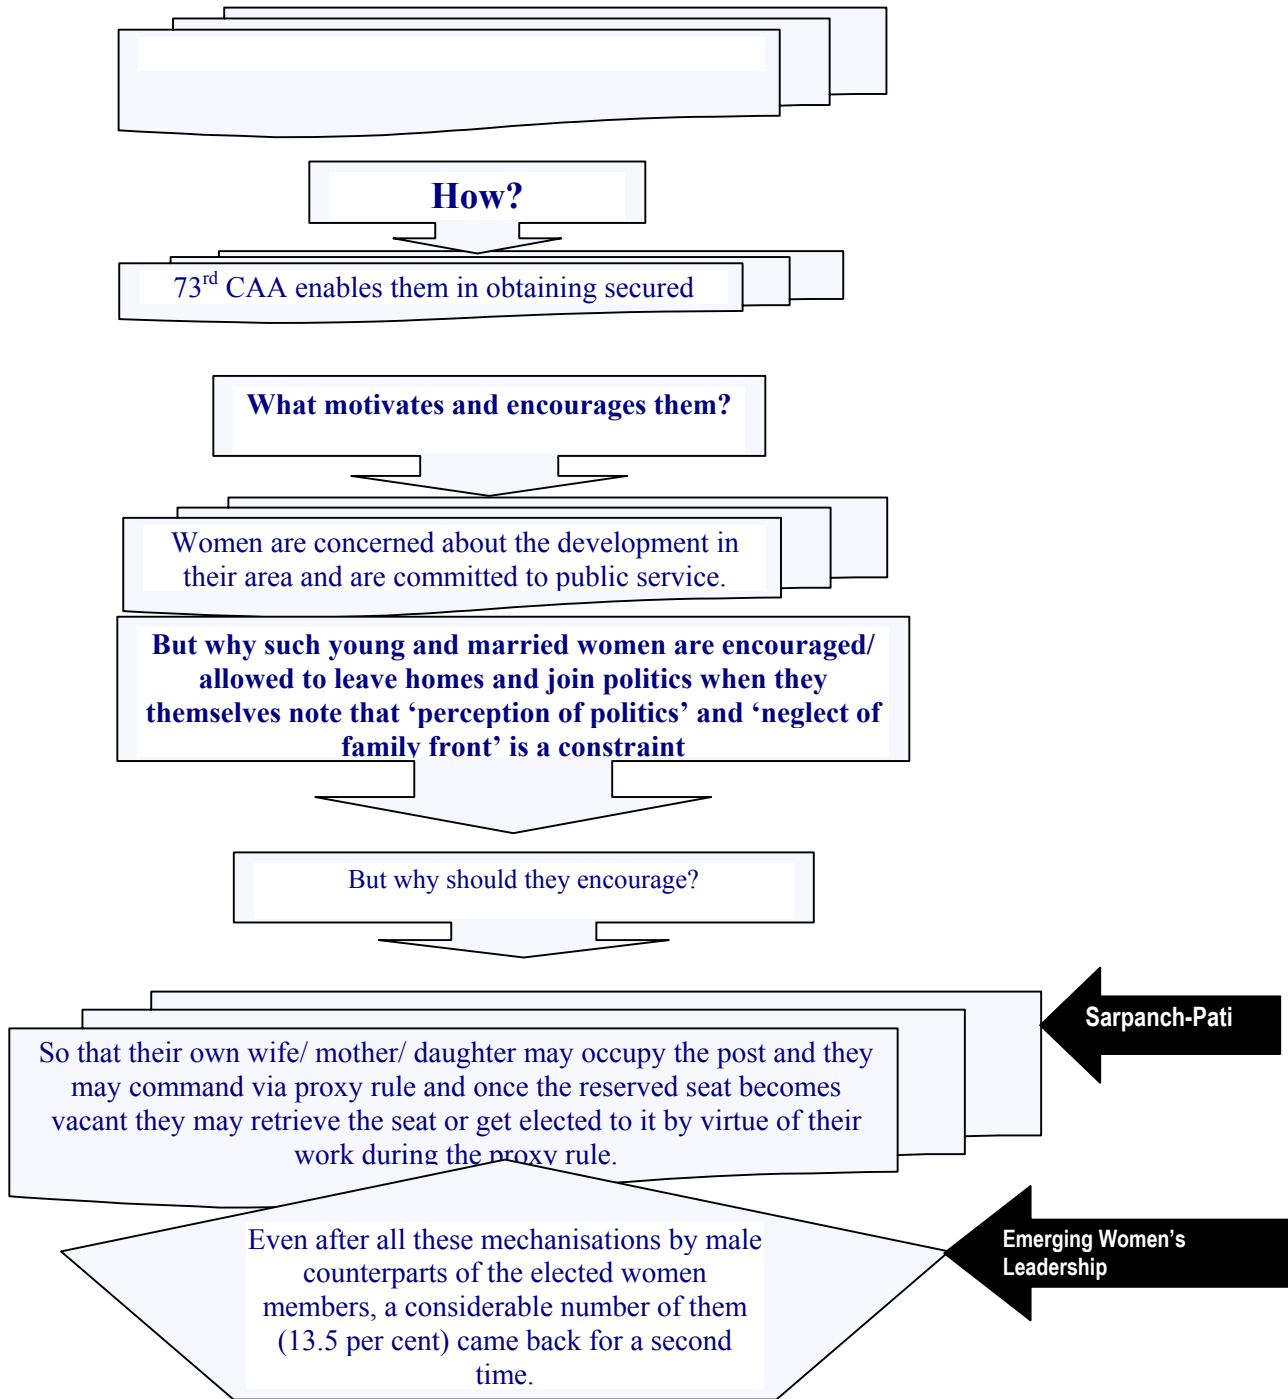 How?
73rd CAA enables them in obtaining secured
What motivates and encourages them?
Women are concerned about the development in
their area and are committed to public service.
But why such young and married women are encouraged/
allowed to leave homes and join politics when they
themselves note that ‘perception of politics’ and ‘neglect of
family front’ is a constraint
But why should they encourage?
Sarpanch-Pati
So that their own wife/ mother/ daughter may occupy the post and they
may command via proxy rule and once the reserved seat becomes
vacant they may retrieve the seat or get elected to it by virtue of their
work during the proxy rule.
Even after all these mechanisations by male
counterparts of the elected women
members, a considerable number of them
(13.5 per cent) came back for a second
time.
Emerging Women's
Leadership